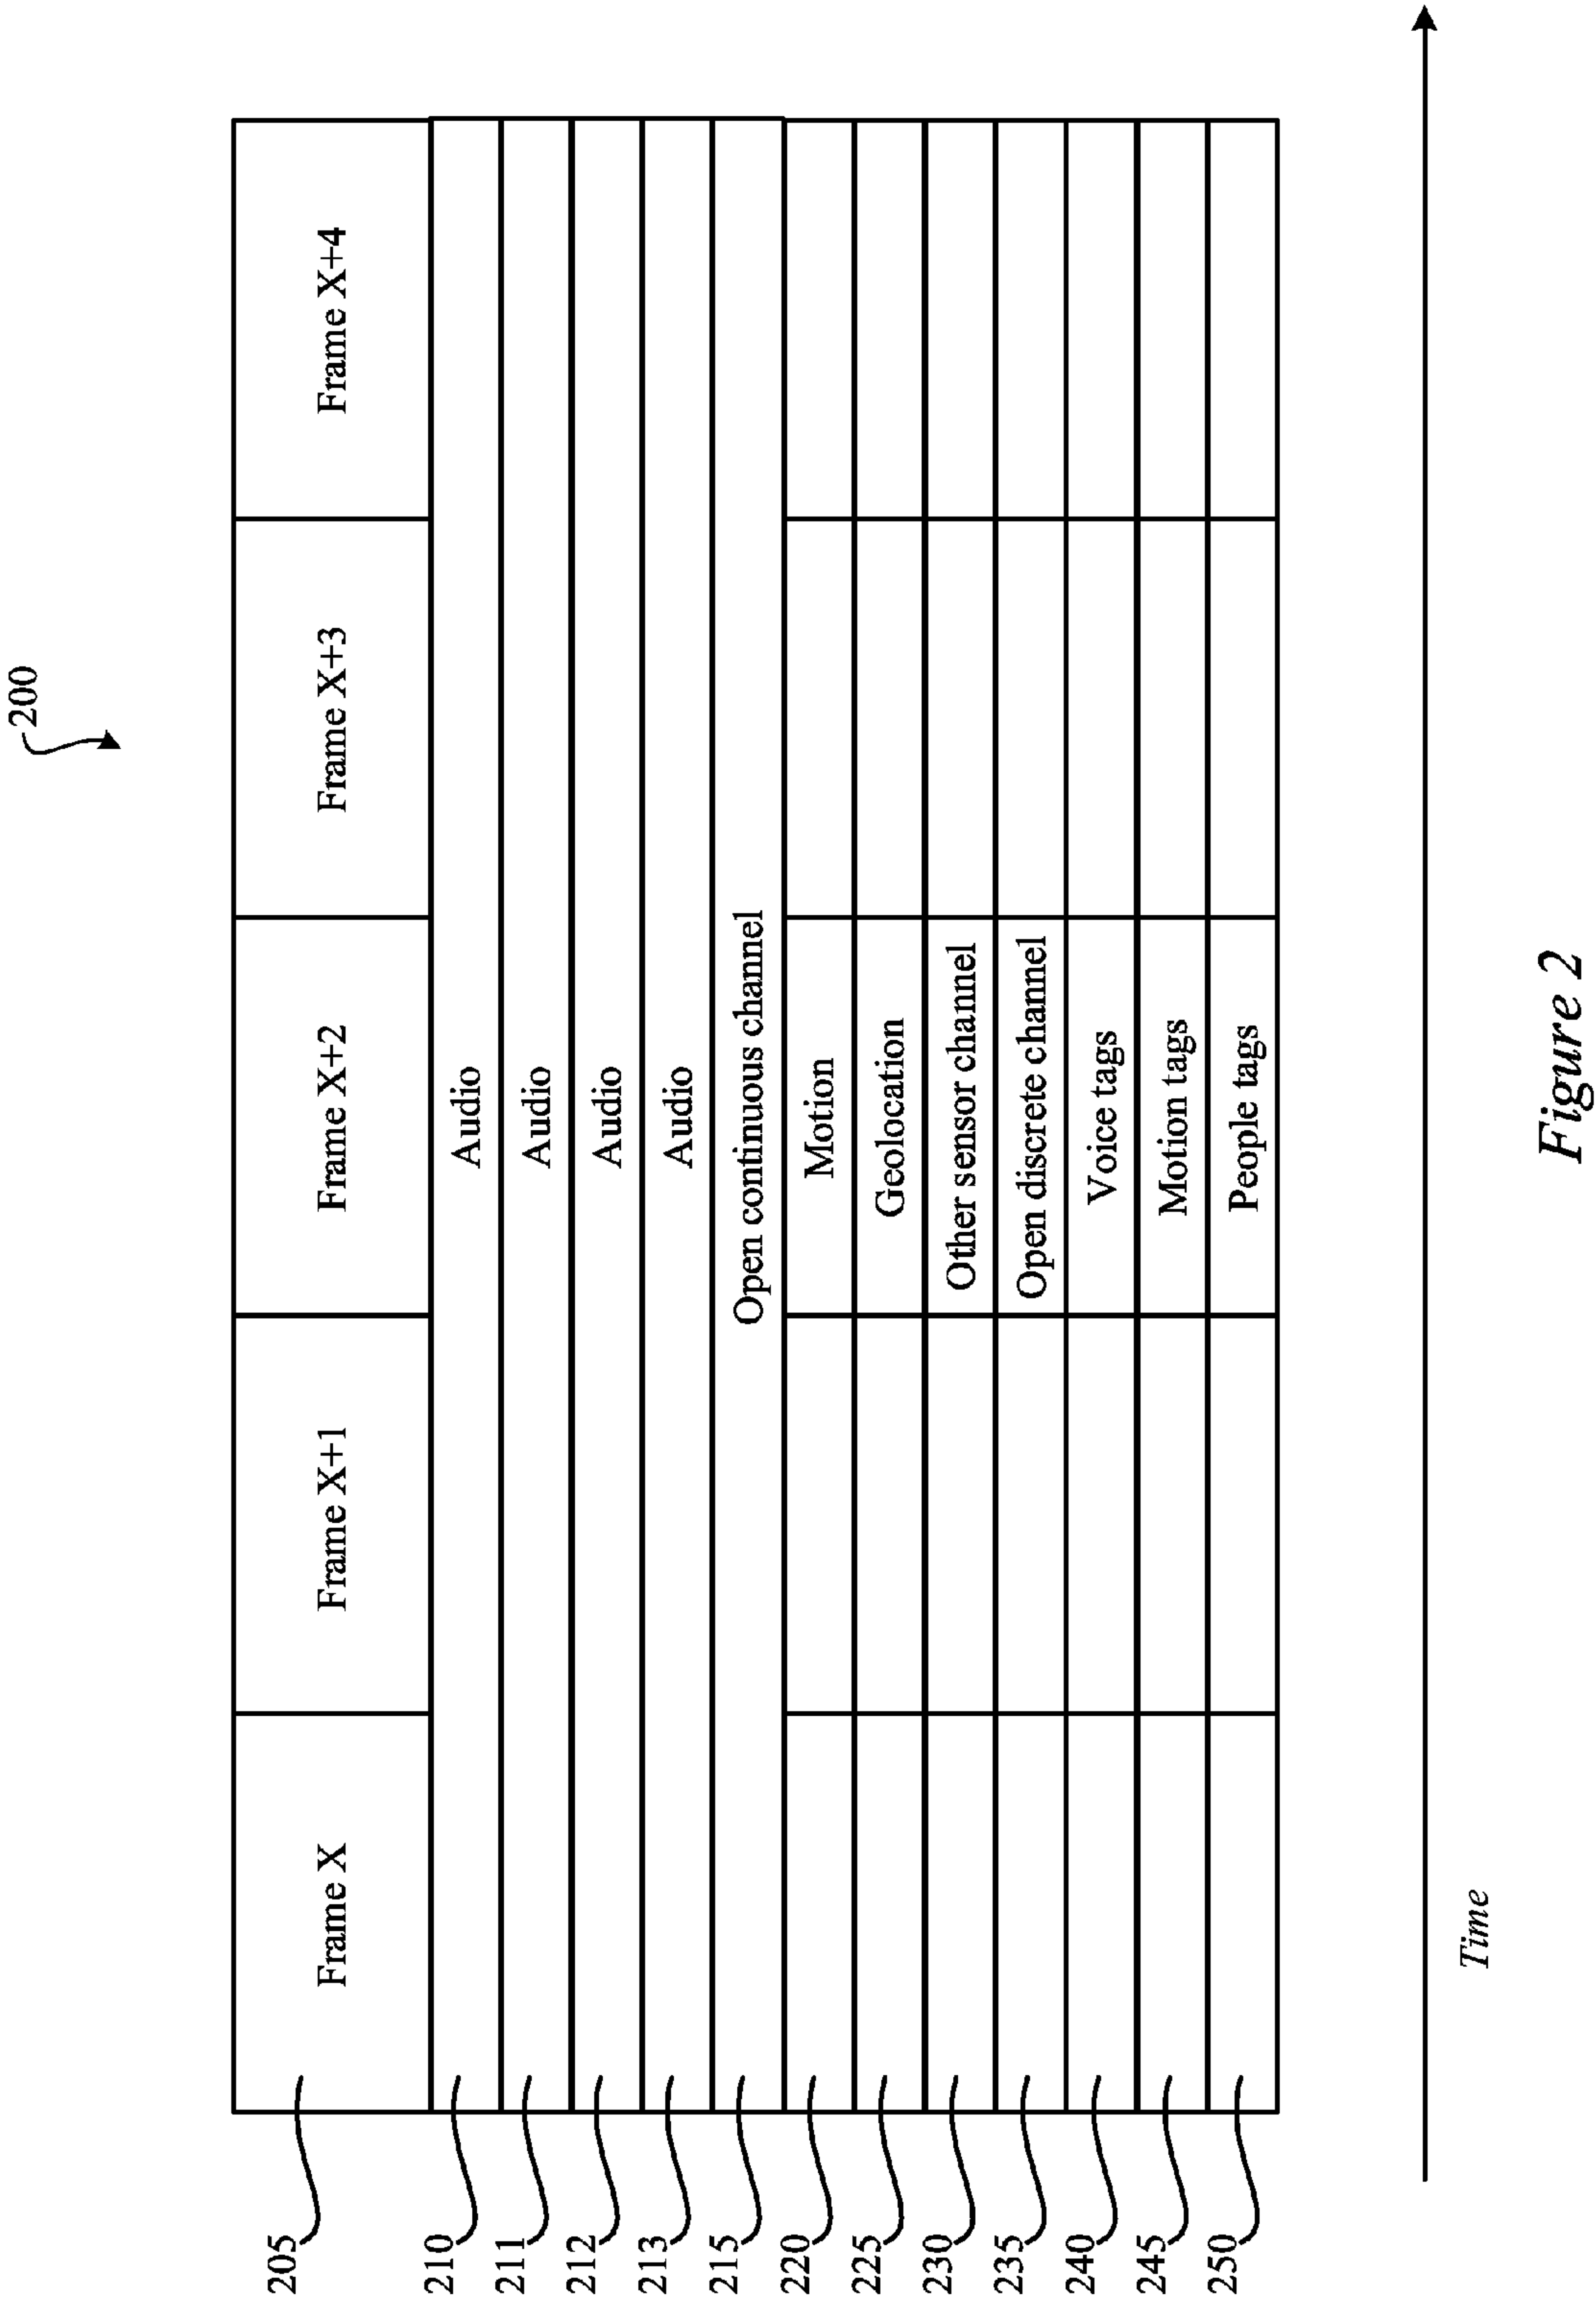 200
205
Frame X
Frame X+1
Frame X+2
Frame X+3
Frame X+4
210
Audio
211
Audio
212
Audio
213
Audio
215
Open continuous channel
220
Motion
225
Geolocation
230
Other sensor channel
235
Open discrete channel
240
Voice tags
245
Motion tags
250
People tags
Time
Figure 2